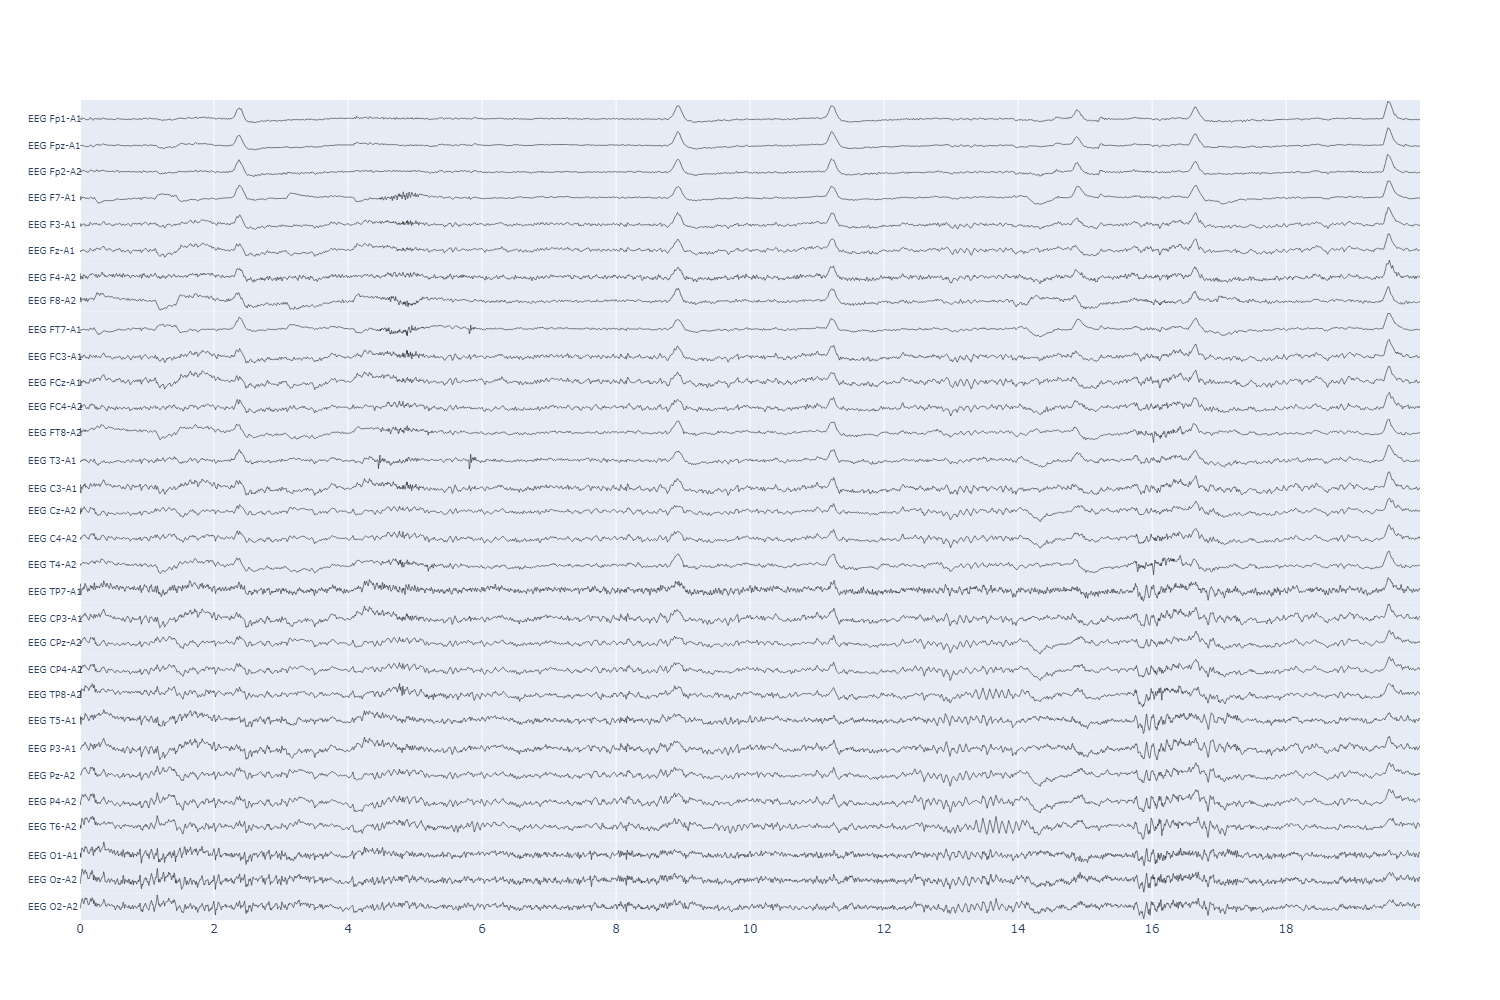 EEG Fp1-A1
EEG Fpz-A1
EEG Fp2-A2
EEG F7-A1
EEG F3-A1
EEG Fz-A1
EEG F4-A2
EEG F8-A2
EEG FT7-A1
EEG FC3-A1
EEG FCz-A1
EEG FC4-A2
EEG FT8-A2
EEG T3-A1
EEG C3-A1
EEG Cz-A2
EEG C4-A2
EEG T4-A2
EEG TP7-A1
EEG CP3-A1
EEG CPz-A2
EEG CP4-A2
EEG TP8-A2
EEG T5-A1
EEG P3-A1
EEG Pz-A2
EEG P4-A2
EEG T6-A2
EEG O1-A1
EEG Oz-A2
EEG O2-A2
0 2 4 6 8 10 12 14 16 18